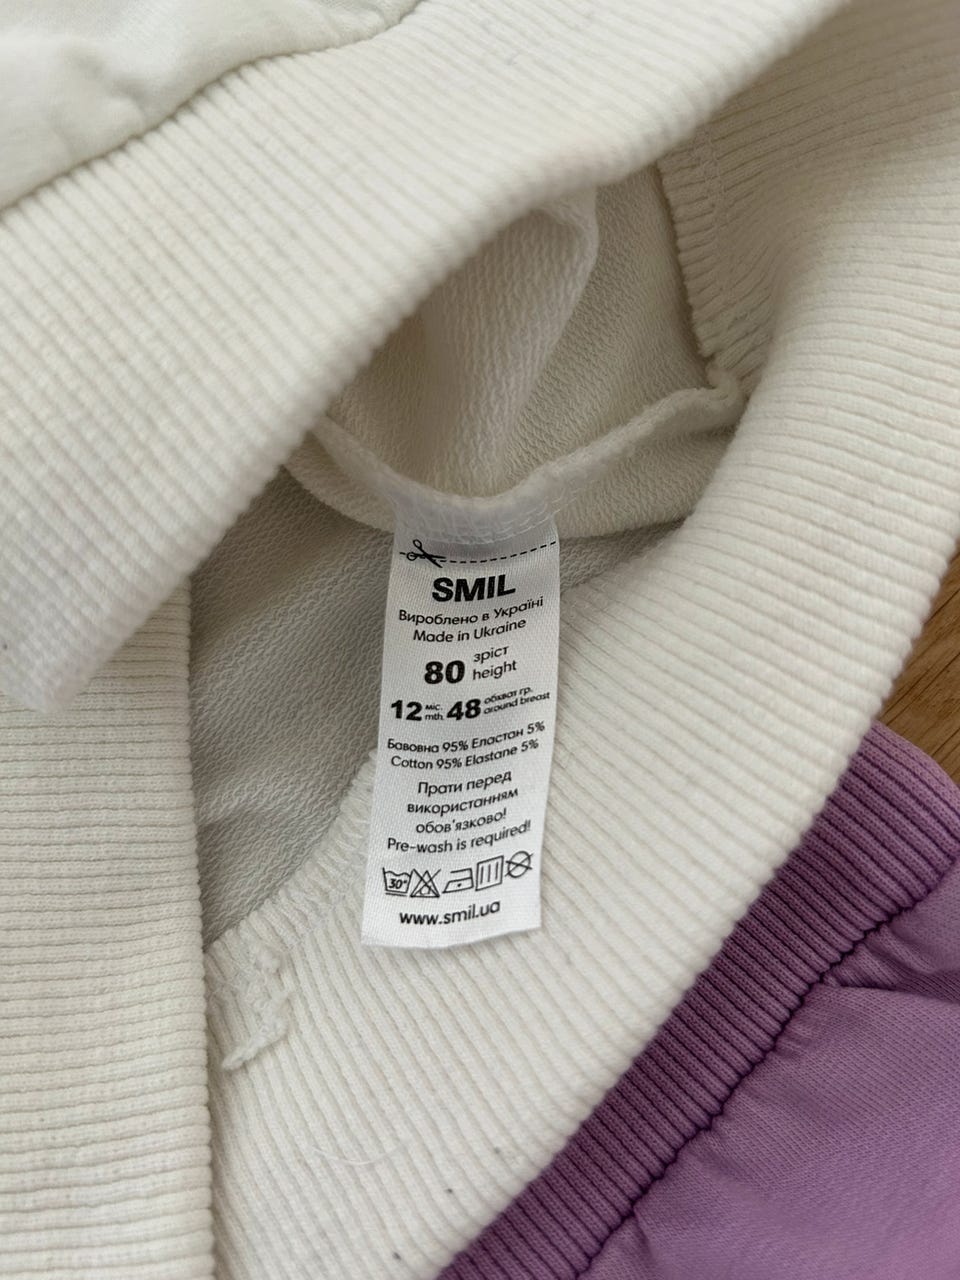 SMIL
Вироблено в Україні
Made in Ukraine
80 зріст height
12 міс. mth. 48 обхват гр. around breast
Бавовна 95% Еластан 5%
Cotton 95% Elastane 5%
Прати перед
використанням
обов'язково!
Pre-wash is required!
30°
www.smil.ua